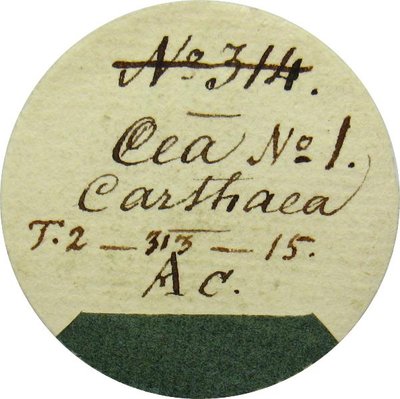 No 314.
Cea No 1.
Carthaea
T. 2 — 313 — 15.
Ac.